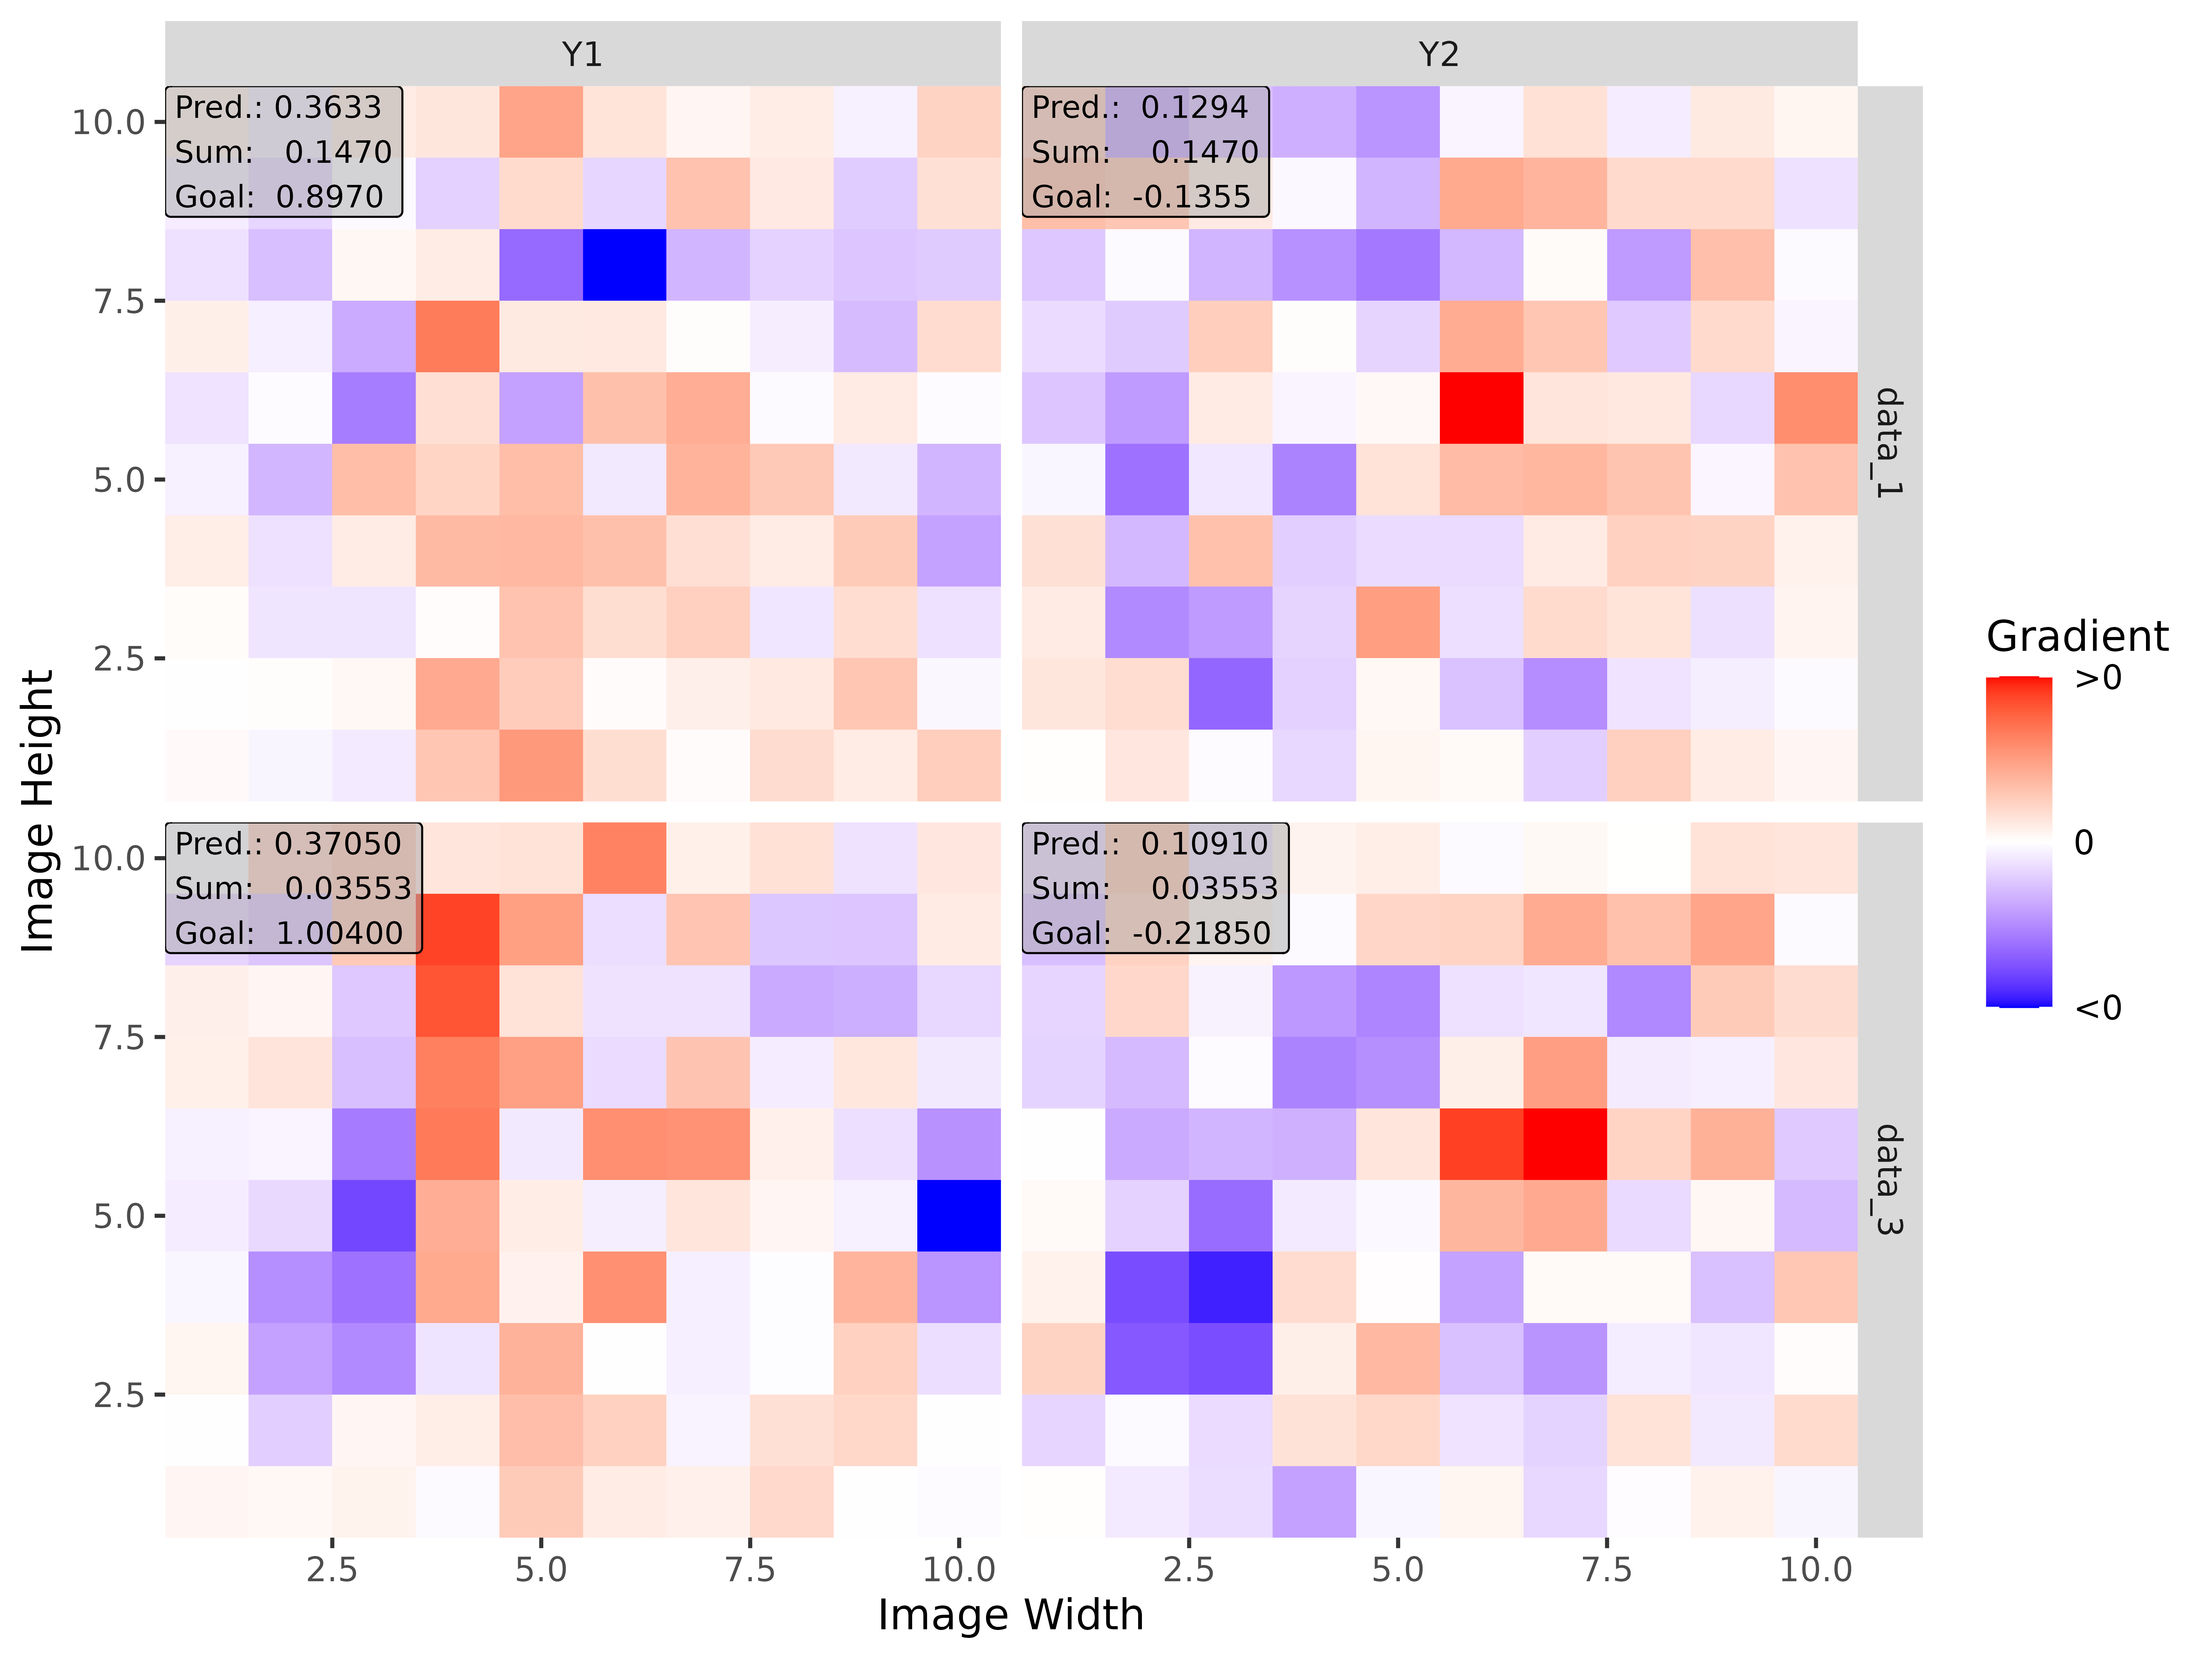 Y1
Y2
Pred.: 0.3633
Sum: 0.1470
Goal: 0.8970
Pred.: 0.1294
Sum: 0.1470
Goal: -0.1355
10.0
7.5
5.0
2.5
data_1
Pred.: 0.37050
Sum: 0.03553
Goal: 1.00400
Pred.: 0.10910
Sum: 0.03553
Goal: -0.21850
10.0
7.5
5.0
2.5
data_3
2.5 5.0 7.5 10.0
2.5 5.0 7.5 10.0
Image Width
Image Height
Gradient
>0
0
<0